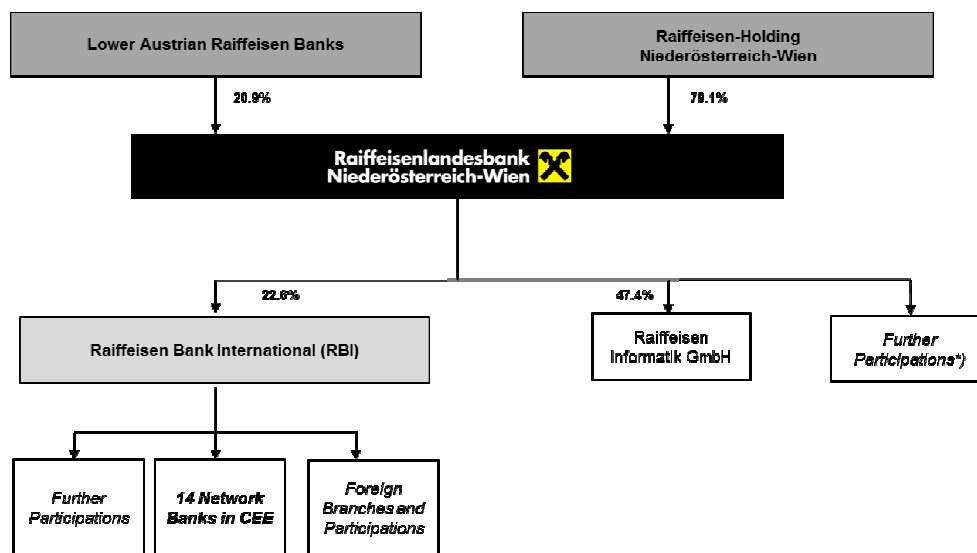 Lower Austrian Raiffeisen Banks
Raiffeisen-Holding
Niederösterreich-Wien
20.9%
79.1%
Raiffeisenlandesbank
Niederösterreich-Wien
22.6%
47.4%
Raiffeisen Bank International (RBI)
Raiffeisen
Informatik GmbH
Further
Participations*)
Further
Participations
14 Network
Banks in CEE
Foreign
Branches and
Participations